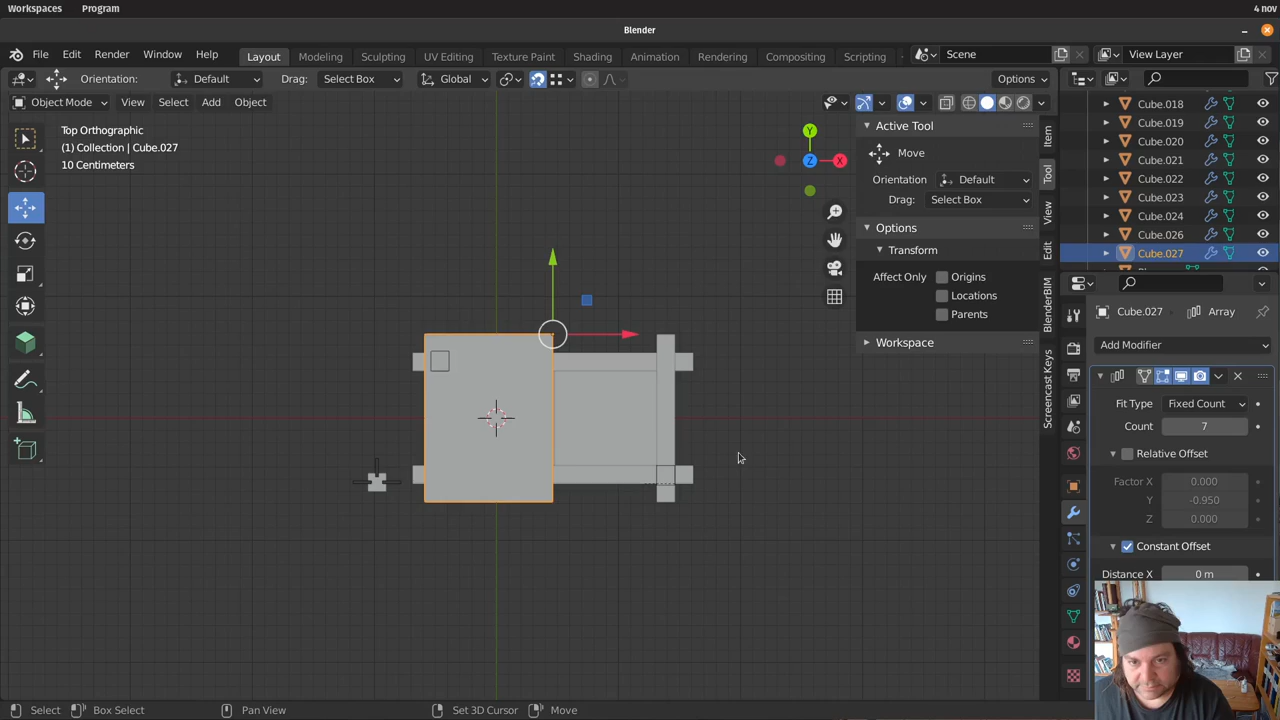 Workspaces Program 4 nov
Blender
File Edit Render Window Help Layout Modeling Sculpting UV Editing Texture Paint Shading Animation Rendering Compositing Scripting Scene View Layer
Orientation: Default Drag: Select Box Global Options
Object Mode View Select Add Object
Top Orthographic
(1) Collection | Cube.027
10 Centimeters
Y
Z
X
Active Tool
Move
Orientation Default
Drag: Select Box
Options
Transform
Affect Only Origins
Locations
Parents
Workspace
Item
Tool
View
Edit
BlenderBIM
Screencast Keys
Cube.018
Cube.019
Cube.020
Cube.021
Cube.022
Cube.023
Cube.024
Cube.026
Cube.027
Cube.027 Array
Add Modifier
Fit Type Fixed Count
Count 7
Relative Offset
Factor X 0.000
Y -0.950
Z 0.000
Constant Offset
Distance X 0 m
Select Box Select Pan View Set 3D Cursor Move